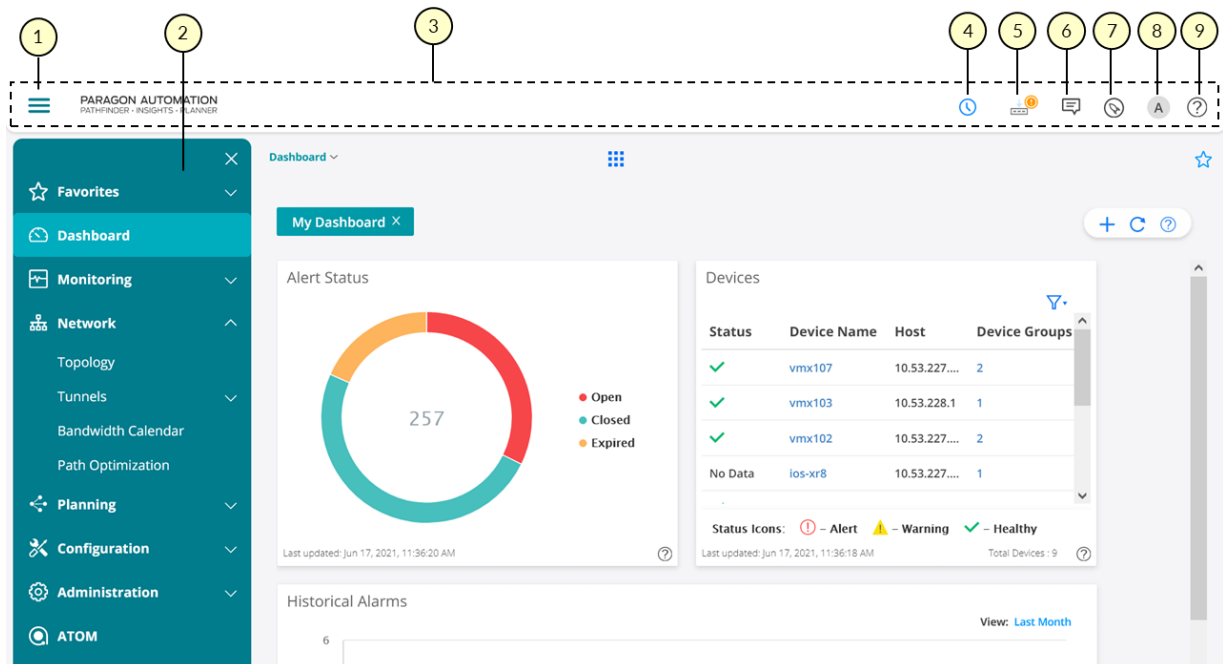 1 2 3 4 5 6 7 8 9
PARAGON AUTOMATION
PATHFINDER • INSIGHTS • PLANNER
A
Dashboard
Favorites
Dashboard
Monitoring
Network
Topology
Tunnels
Bandwidth Calendar
Path Optimization
Planning
Configuration
Administration
ATOM
My Dashboard ×
Alert Status
257
Open
Closed
Expired
Last updated: Jun 17, 2021, 11:36:20 AM
Devices
Status Device Name Host Device Groups
vmx107 10.53.227.... 2
vmx103 10.53.228.1 1
vmx102 10.53.227.... 2
No Data ios-xr8 10.53.227.... 1
Status Icons: – Alert – Warning – Healthy
Last updated: Jun 17, 2021, 11:36:18 AM Total Devices : 9
Historical Alarms
View: Last Month
6